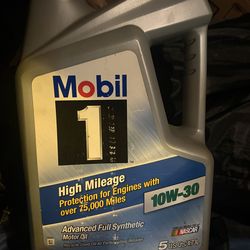 Mobil
1
High Mileage
Protection for Engines with
over 75,000 Miles
10W-30
Advanced Full Synthetic
Motor Oil
NASCAR